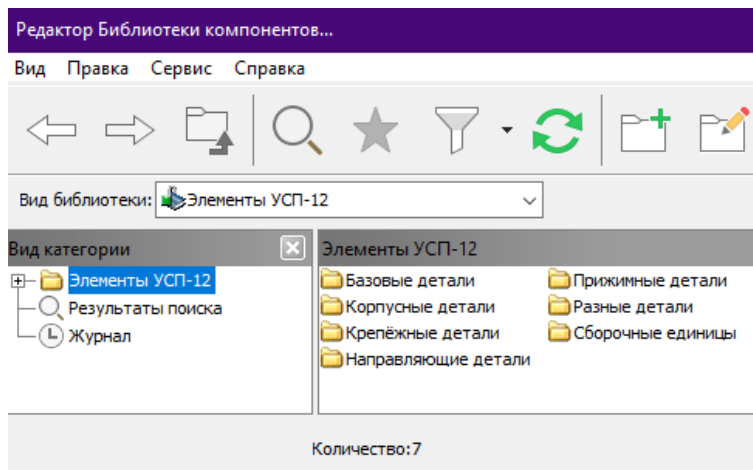 Редактор Библиотеки компонентов...
Вид Правка Сервис Справка
Вид библиотеки: Элементы УСП-12
Вид категории
Элементы УСП-12
Результаты поиска
Журнал
Элементы УСП-12
Базовые детали
Корпусные детали
Крепёжные детали
Направляющие детали
Прижимные детали
Разные детали
Сборочные единицы
Количество:7